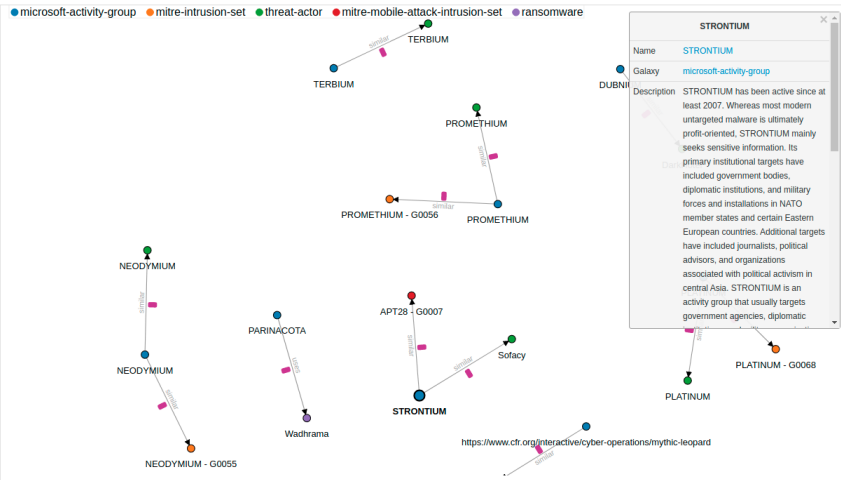 microsoft-activity-group mitre-intrusion-set threat-actor mitre-mobile-attack-intrusion-set ransomware
similar
TERBIUM
TERBIUM
PROMETHIUM
similar
PROMETHIUM - G0056
similar
PROMETHIUM
NEODYMIUM
similar
NEODYMIUM
similar
NEODYMIUM - G0055
PARINACOTA
uses
Wadhrama
APT28 - G0007
similar
similar
Sofacy
STRONTIUM
https://www.cfr.org/interactive/cyber-operations/mythic-leopard
similar
PLATINUM - G0068
PLATINUM
STRONTIUM
×
Name STRONTIUM
Galaxy microsoft-activity-group
Description STRONTIUM has been active since at
least 2007. Whereas most modern
untargeted malware is ultimately
profit-oriented, STRONTIUM mainly
seeks sensitive information. Its
primary institutional targets have
included government bodies,
diplomatic institutions, and military
forces and installations in NATO
member states and certain Eastern
European countries. Additional targets
have included journalists, political
advisors, and organizations
associated with political activism in
central Asia. STRONTIUM is an
activity group that usually targets
government agencies, diplomatic